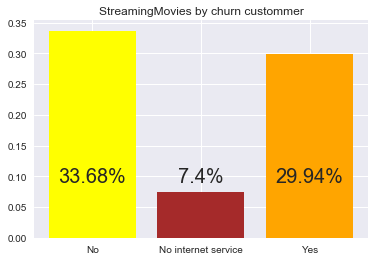 StreamingMovies by churn custommer
0.35
0.30
0.25
0.20
0.15
0.10
0.05
0.00
33.68%
7.4%
29.94%
No
No internet service
Yes